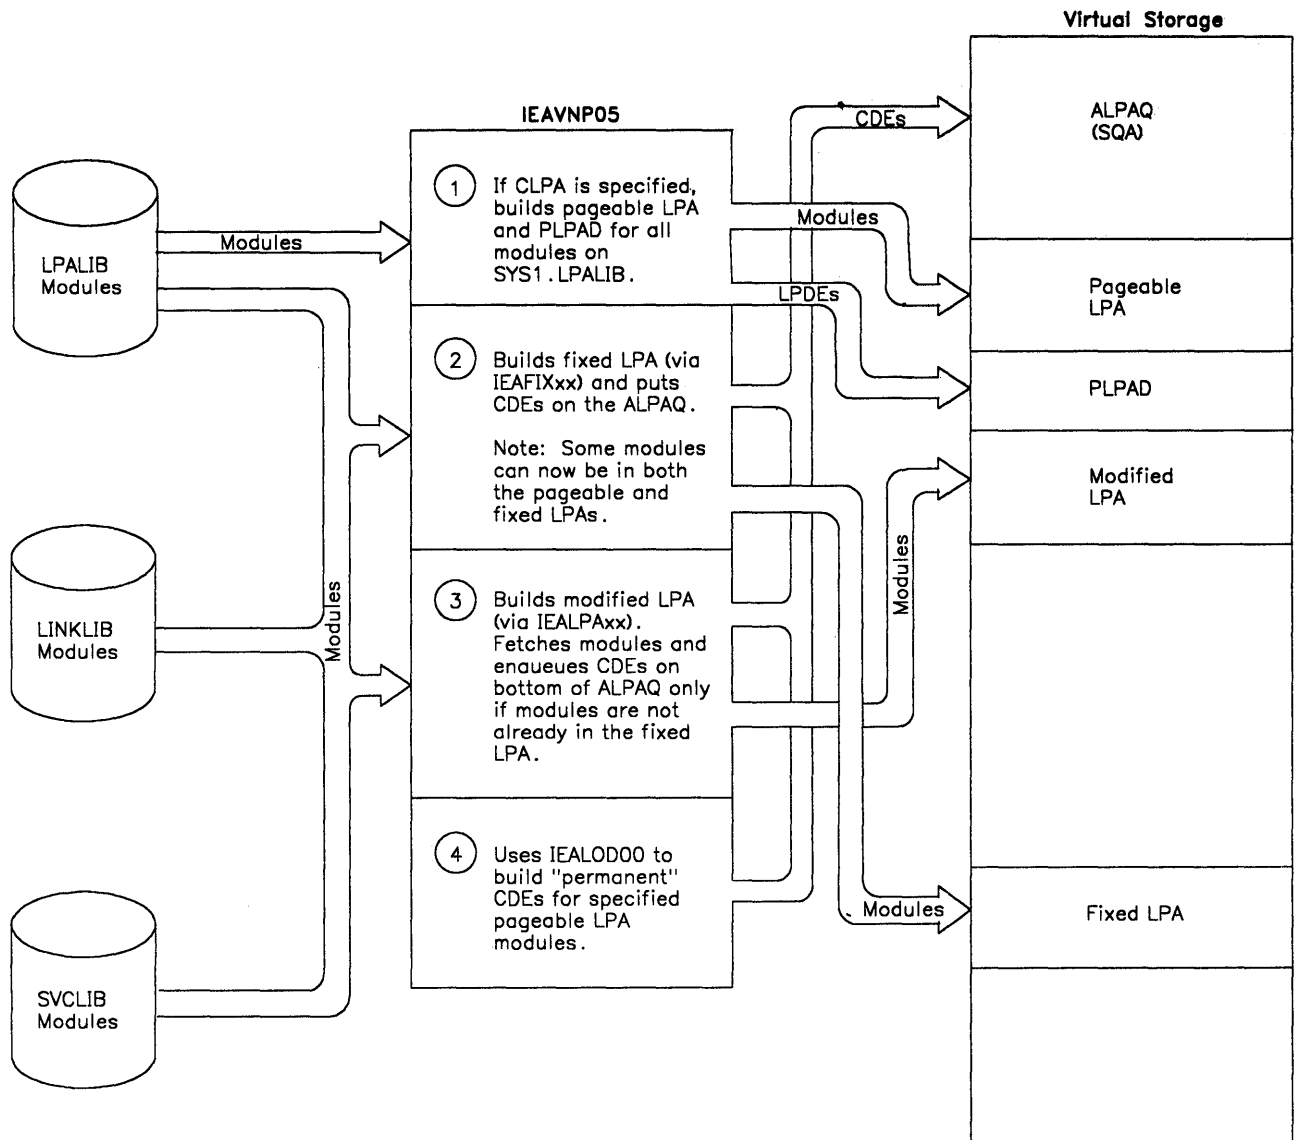 Virtual Storage
IEAVNP05
CDEs
ALPAQ
(SQA)
1
If CLPA is specified,
builds pageable LPA
and PLPAD for all
modules on
SYS1.LPALIB.
Modules
Modules
LPALIB
Modules
LPDEs
Pageable
LPA
2
Builds fixed LPA (via
IEAFIXxx) and puts
CDEs on the ALPAQ.
Note: Some modules
can now be in both
the pageable and
fixed LPAs.
PLPAD
Modified
LPA
Modules
Modules
LINKLIB
Modules
3
Builds modified LPA
(via IEALPAxx).
Fetches modules and
enaueues CDEs on
bottom of ALPAQ only
if modules are not
already in the fixed
LPA.
4
Uses IEALOD00 to
build "permanent"
CDEs for specified
pageable LPA
modules.
Modules
Fixed LPA
SVCLIB
Modules